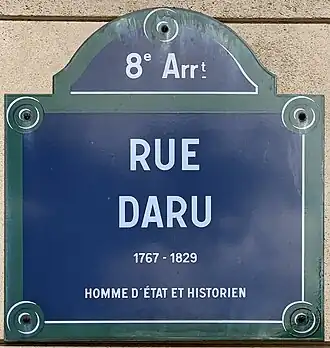 8e Arrt
RUE
DARU
1767 - 1829
HOMME D'ÉTAT ET HISTORIEN